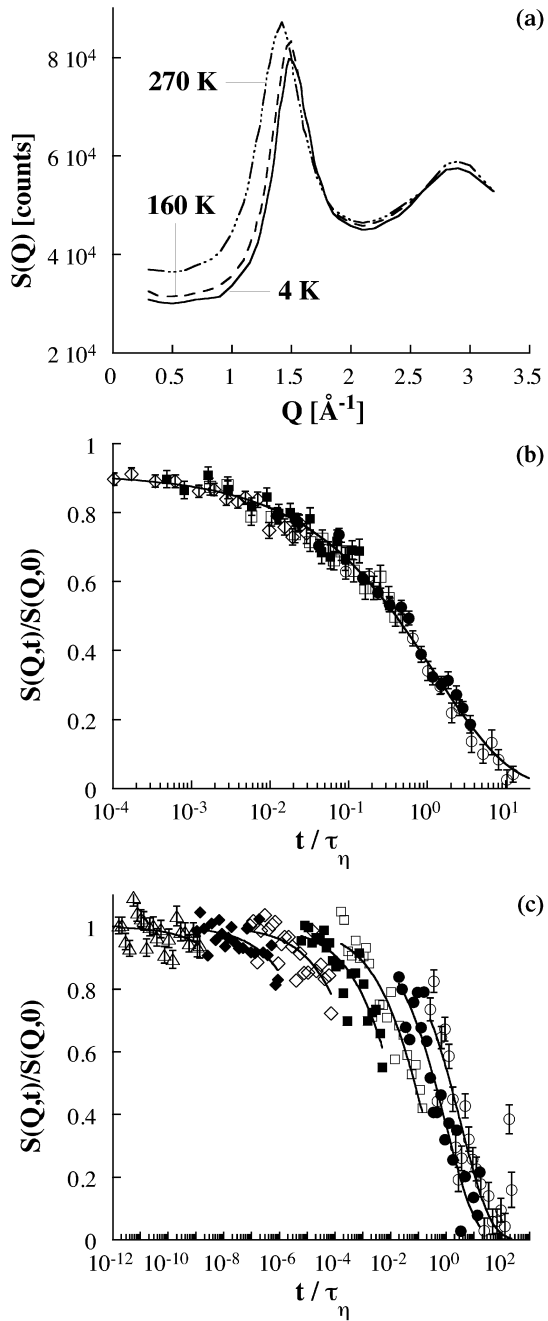 (a)
8 10⁴
6 10⁴
4 10⁴
2 10⁴
S(Q) [counts]
270 K
160 K
4 K
0 0.5 1 1.5 2 2.5 3 3.5
Q [Å⁻¹]
(b)
1
0.8
0.6
0.4
0.2
0
S(Q,t)/S(Q,0)
10⁻⁴ 10⁻³ 10⁻² 10⁻¹ 10⁰ 10¹
t / τ_η
(c)
1
0.8
0.6
0.4
0.2
0
S(Q,t)/S(Q,0)
10⁻¹² 10⁻¹⁰ 10⁻⁸ 10⁻⁶ 10⁻⁴ 10⁻² 10⁰ 10²
t / τ_η